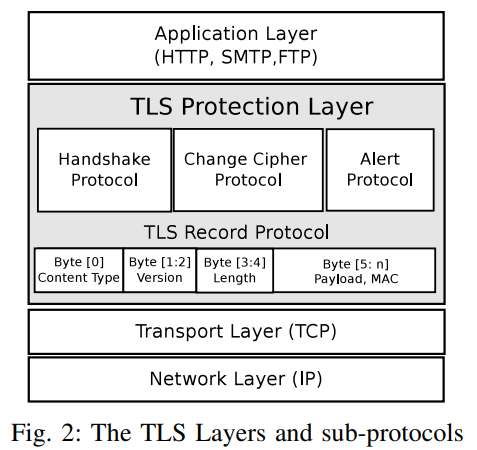 Application Layer
(HTTP, SMTP,FTP)
TLS Protection Layer
Handshake
Protocol
Change Cipher
Protocol
Alert
Protocol
TLS Record Protocol
Byte [0]
Content Type
Byte [1:2]
Version
Byte [3:4]
Length
Byte [5: n]
Payload, MAC
Transport Layer (TCP)
Network Layer (IP)
Fig. 2: The TLS Layers and sub-protocols